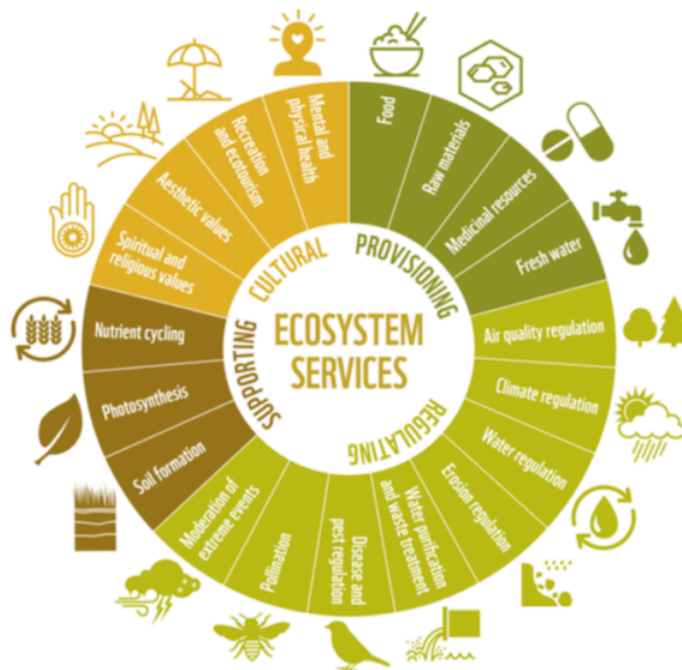 ECOSYSTEM
SERVICES
PROVISIONING
Food
Raw materials
Medicinal resources
Fresh water
REGULATING
Air quality regulation
Climate regulation
Water regulation
Erosion regulation
Water purification
and waste treatment
Disease and
pest regulation
Pollination
Moderation of
extreme events
SUPPORTING
Soil formation
Photosynthesis
Nutrient cycling
CULTURAL
Spiritual and
religious values
Aesthetic values
Recreation
and ecotourism
Mental and
physical health